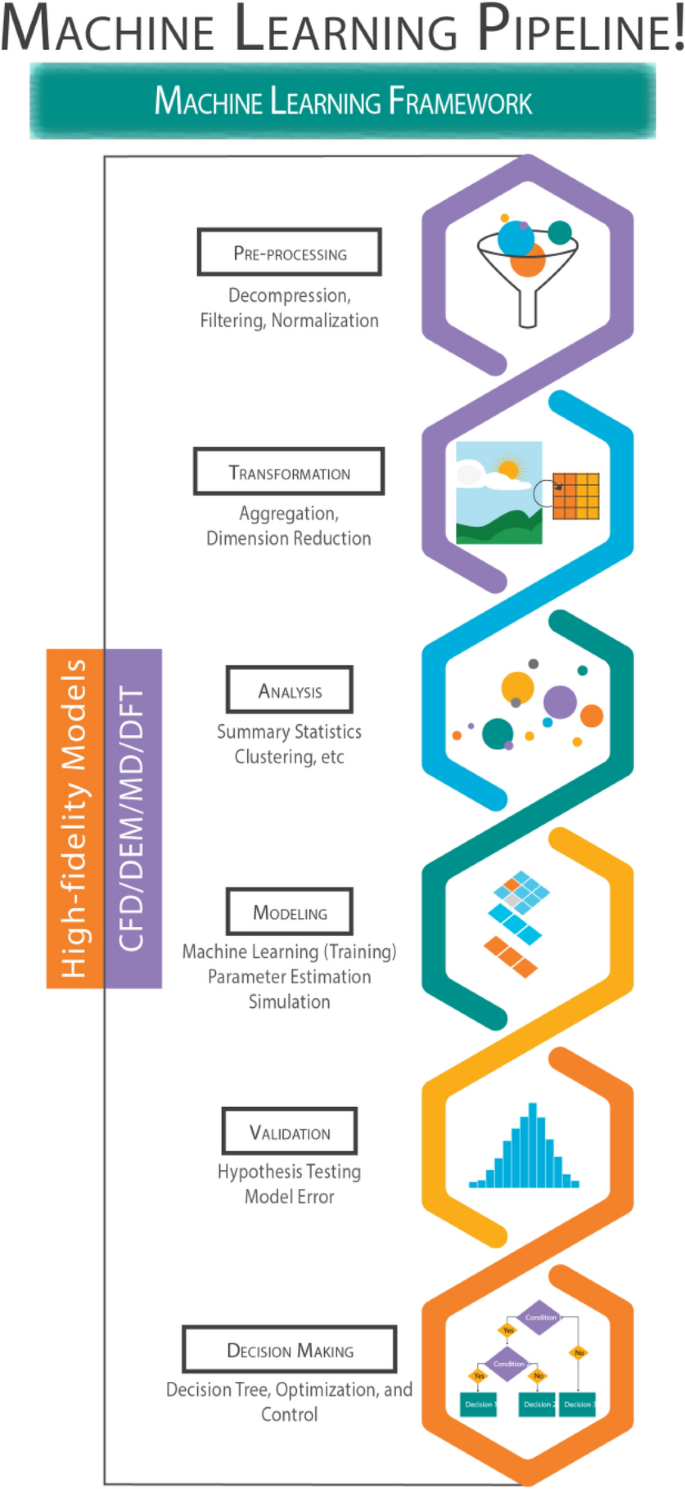 MACHINE LEARNING PIPELINE!
MACHINE LEARNING FRAMEWORK
PRE-PROCESSING
Decompression,
Filtering, Normalization
TRANSFORMATION
Aggregation,
Dimension Reduction
High-fidelity Models
CFD/DEM/MD/DFT
ANALYSIS
Summary Statistics
Clustering, etc
MODELING
Machine Learning (Training)
Parameter Estimation
Simulation
VALIDATION
Hypothesis Testing
Model Error
DECISION MAKING
Decision Tree, Optimization, and
Control
Condition
Yes
No
Condition
Yes
No
Decision 1
Decision 2
Decision 3